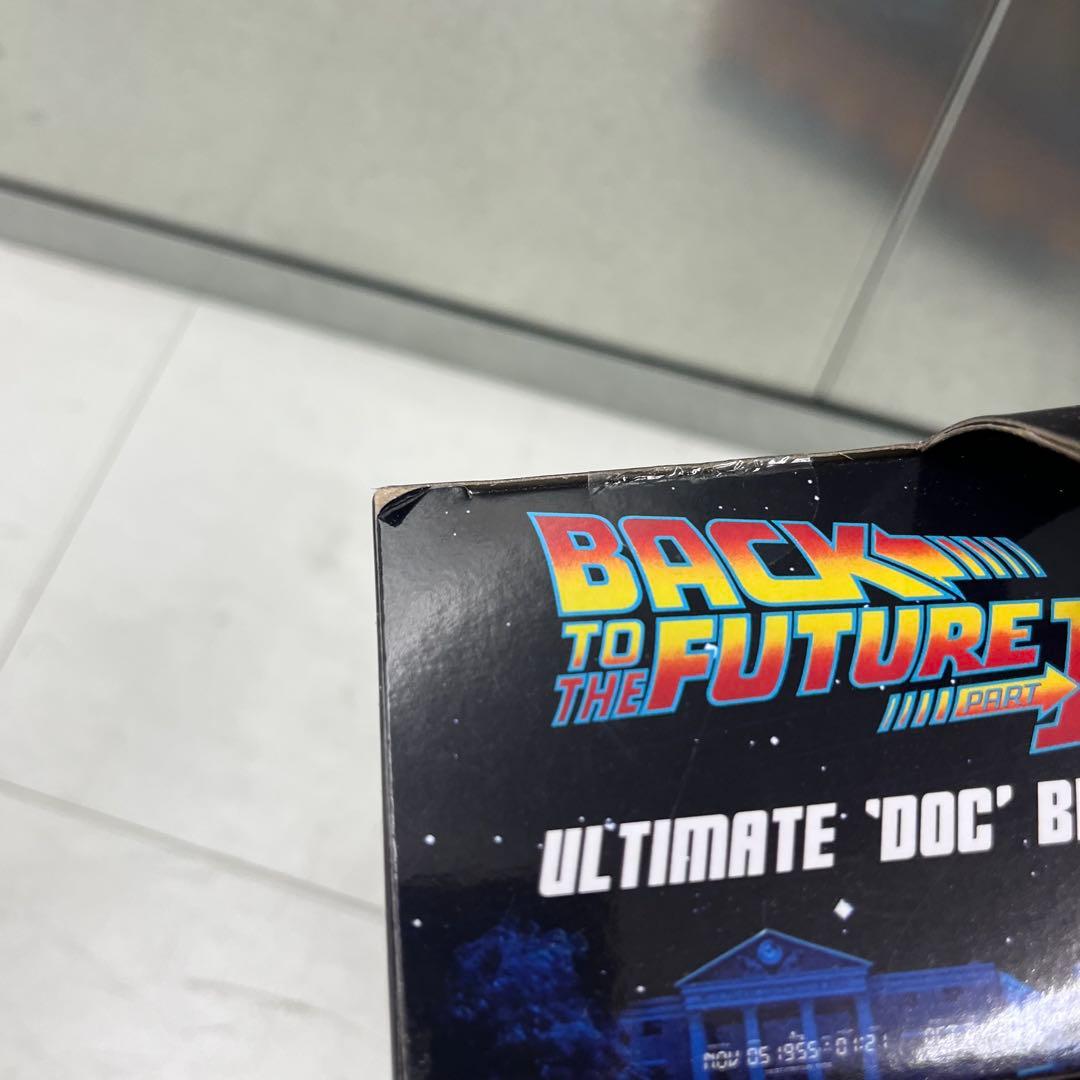 BACK
TO THE FUTURE
PART
ULTIMATE 'DOC'
NOV 05 1955 01:21